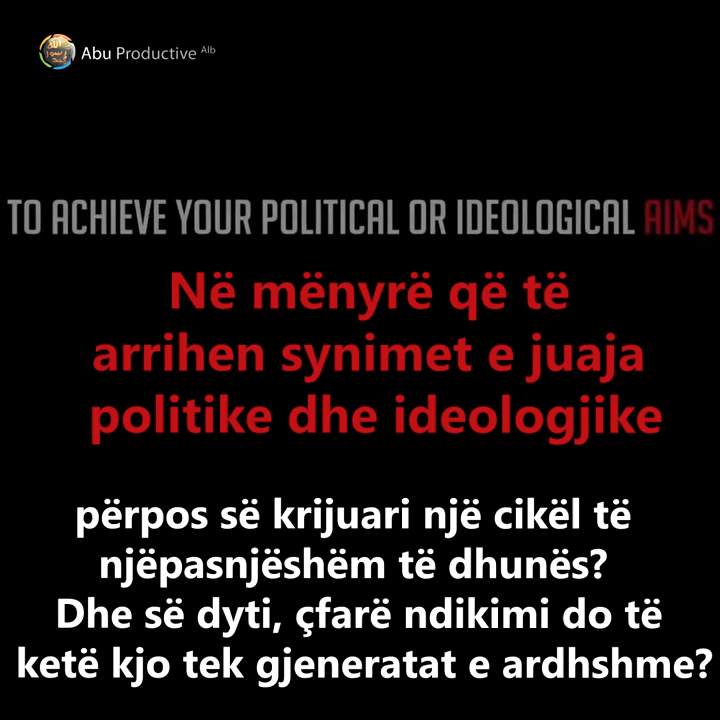 Abu Productive Alb
TO ACHIEVE YOUR POLITICAL OR IDEOLOGICAL AIMS
Në mënyrë që të
arrihen synimet e juaja
politike dhe ideologjike
përpos së krijuari një cikël të
njëpasnjëshëm të dhunës?
Dhe së dyti, çfarë ndikimi do të
ketë kjo tek gjeneratat e ardhshme?